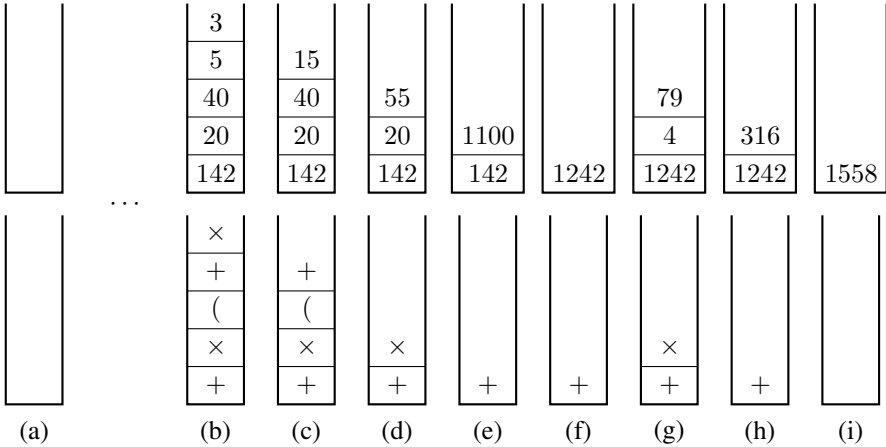 3
5 15
40 40 55 79
20 20 20 1100 4 316
142 142 142 142 1242 1242 1242 1558
...
×
+ +
( (
× × × ×
+ + + + + + +
(a) (b) (c) (d) (e) (f) (g) (h) (i)